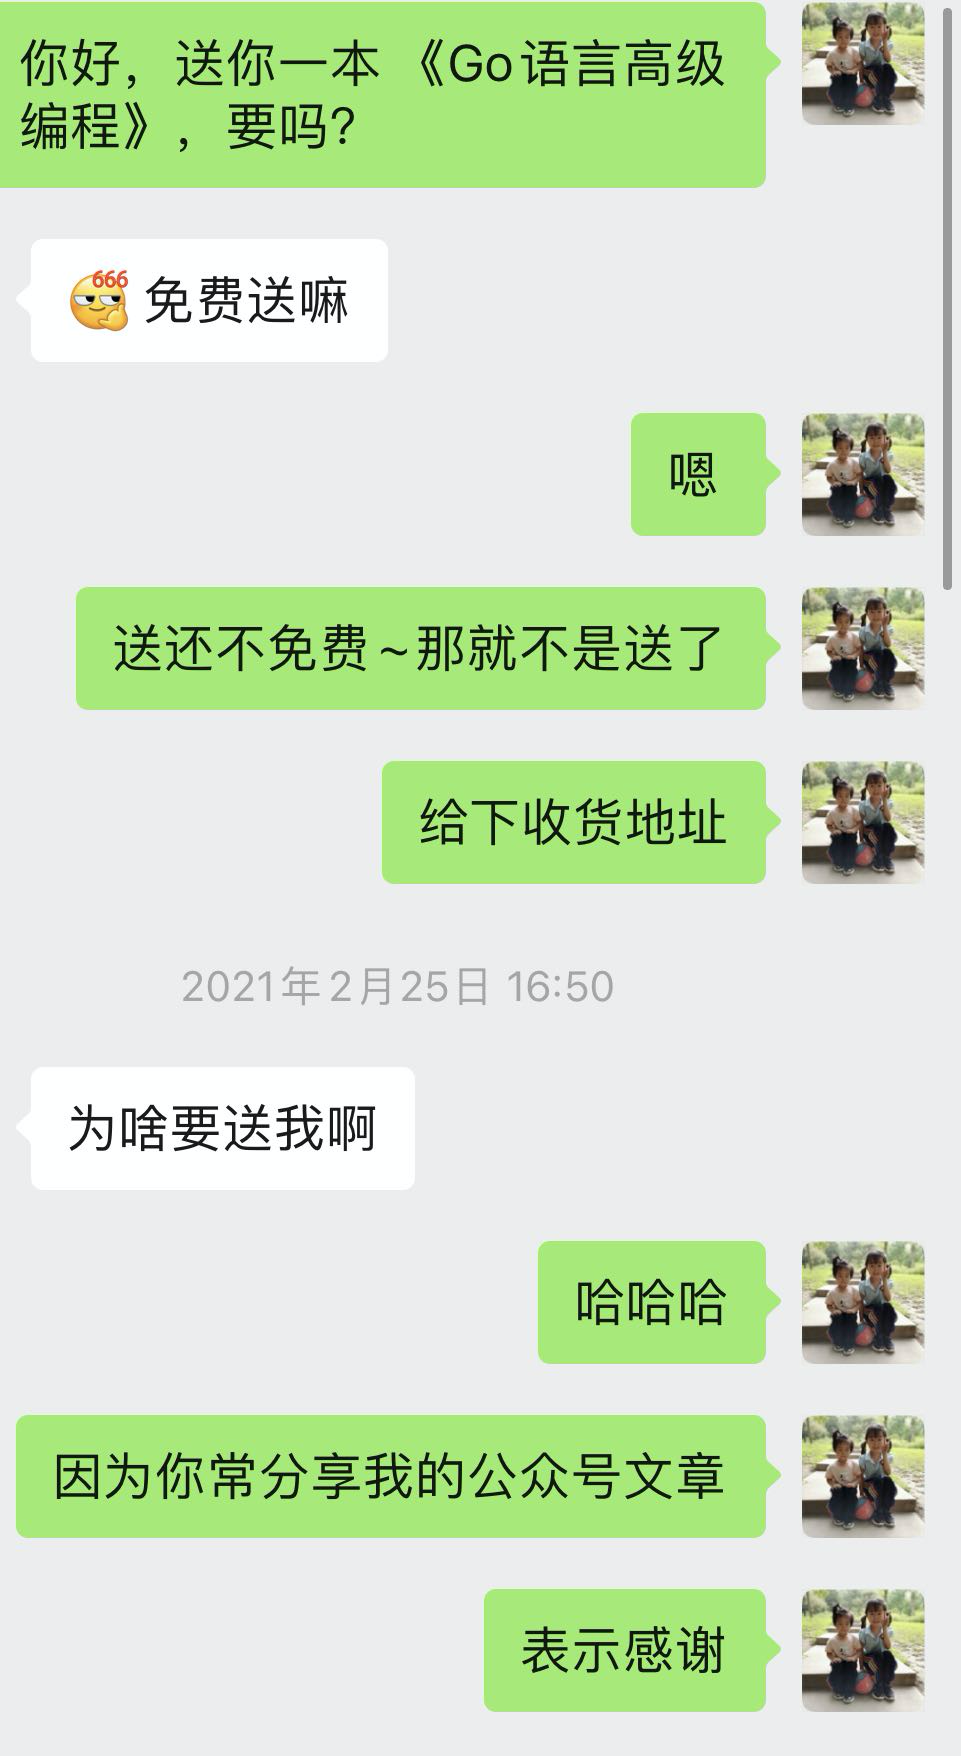 你好，送你一本《Go语言高级
编程》，要吗?
666 免费送嘛
嗯
送还不免费~那就不是送了
给下收货地址
2021年2月25日 16:50
为啥要送我啊
哈哈哈
因为你常分享我的公众号文章
表示感谢